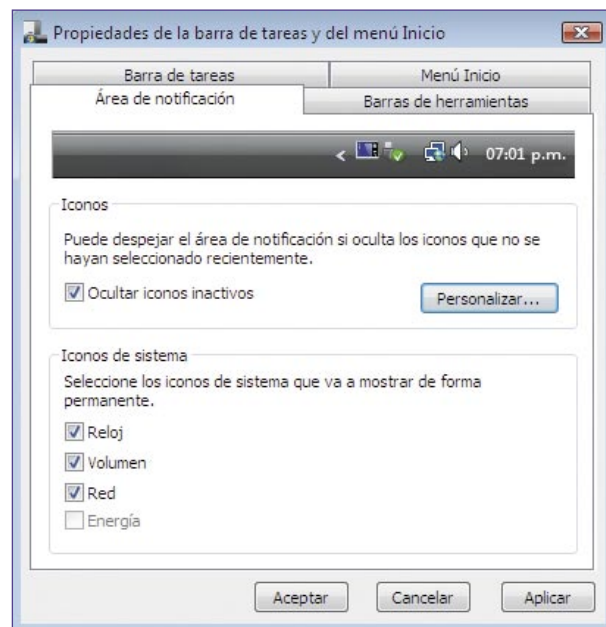 Propiedades de la barra de tareas y del menú Inicio
Barra de tareas
Menú Inicio
Área de notificación
Barras de herramientas
< 07:01 p.m.
Iconos
Puede despejar el área de notificación si oculta los iconos que no se
hayan seleccionado recientemente.
Ocultar iconos inactivos
Personalizar...
Iconos de sistema
Seleccione los iconos de sistema que va a mostrar de forma
permanente.
Reloj
Volumen
Red
Energía
Aceptar
Cancelar
Aplicar